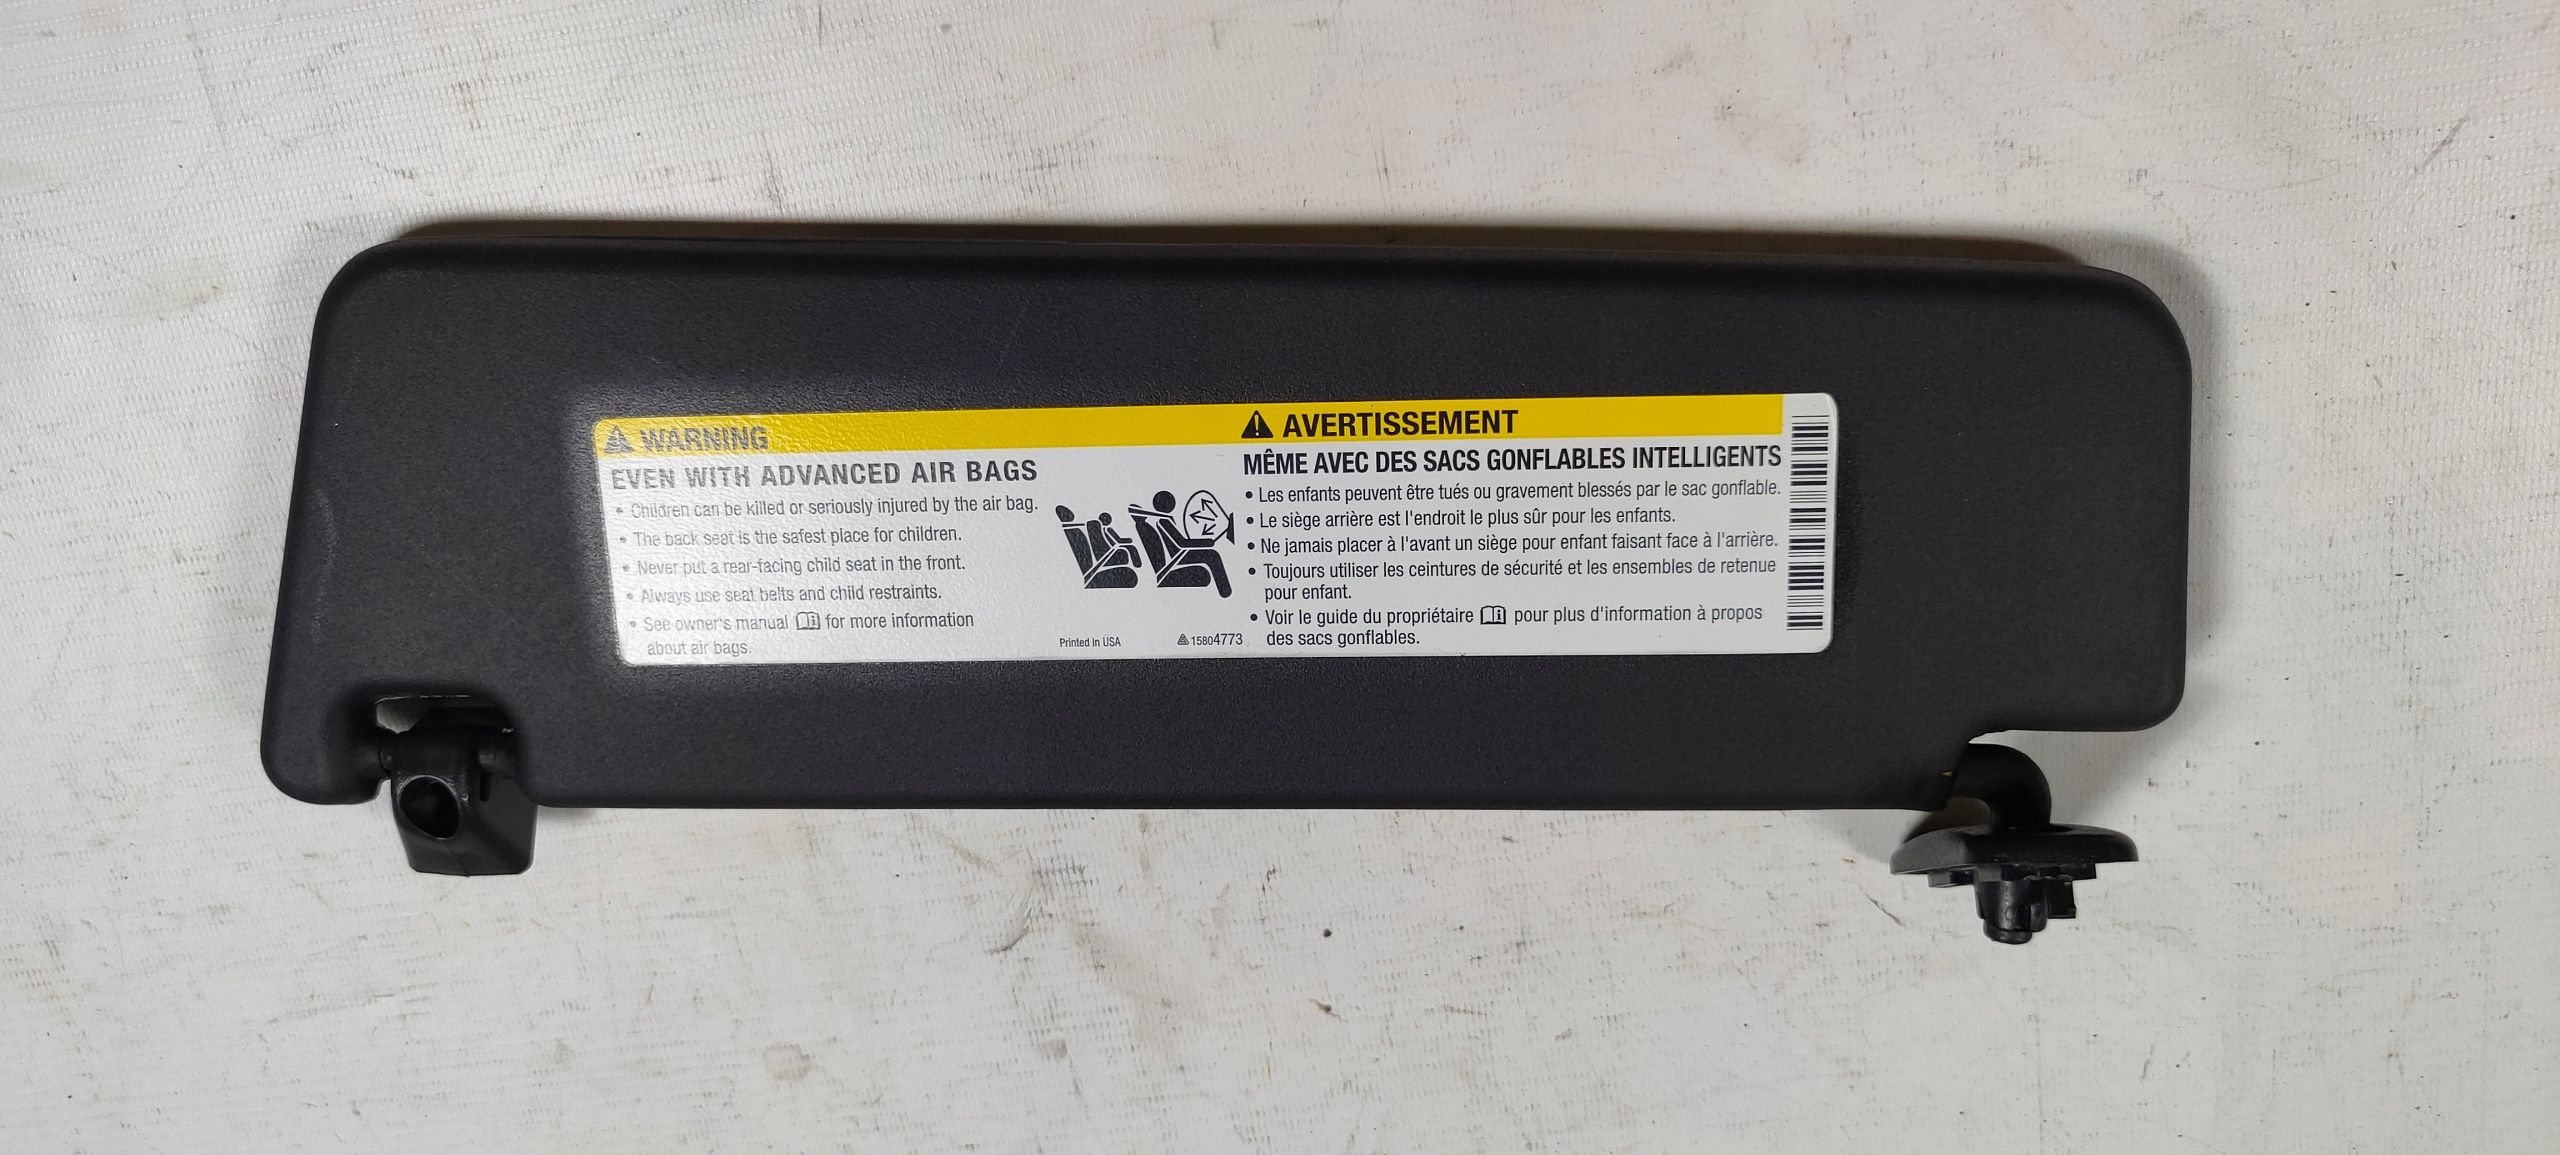 WARNING
EVEN WITH ADVANCED AIR BAGS
• Children can be killed or seriously injured by the air bag.
• The back seat is the safest place for children.
• Never put a rear-facing child seat in the front.
• Always use seat belts and child restraints.
• See owner's manual for more information
about air bags.
Printed In USA
15804773
AVERTISSEMENT
MÊME AVEC DES SACS GONFLABLES INTELLIGENTS
• Les enfants peuvent être tués ou gravement blessés par le sac gonflable.
• Le siège arrière est l'endroit le plus sûr pour les enfants.
• Ne jamais placer à l'avant un siège pour enfant faisant face à l'arrière.
• Toujours utiliser les ceintures de sécurité et les ensembles de retenue
pour enfant.
• Voir le guide du propriétaire pour plus d'information à propos
des sacs gonflables.